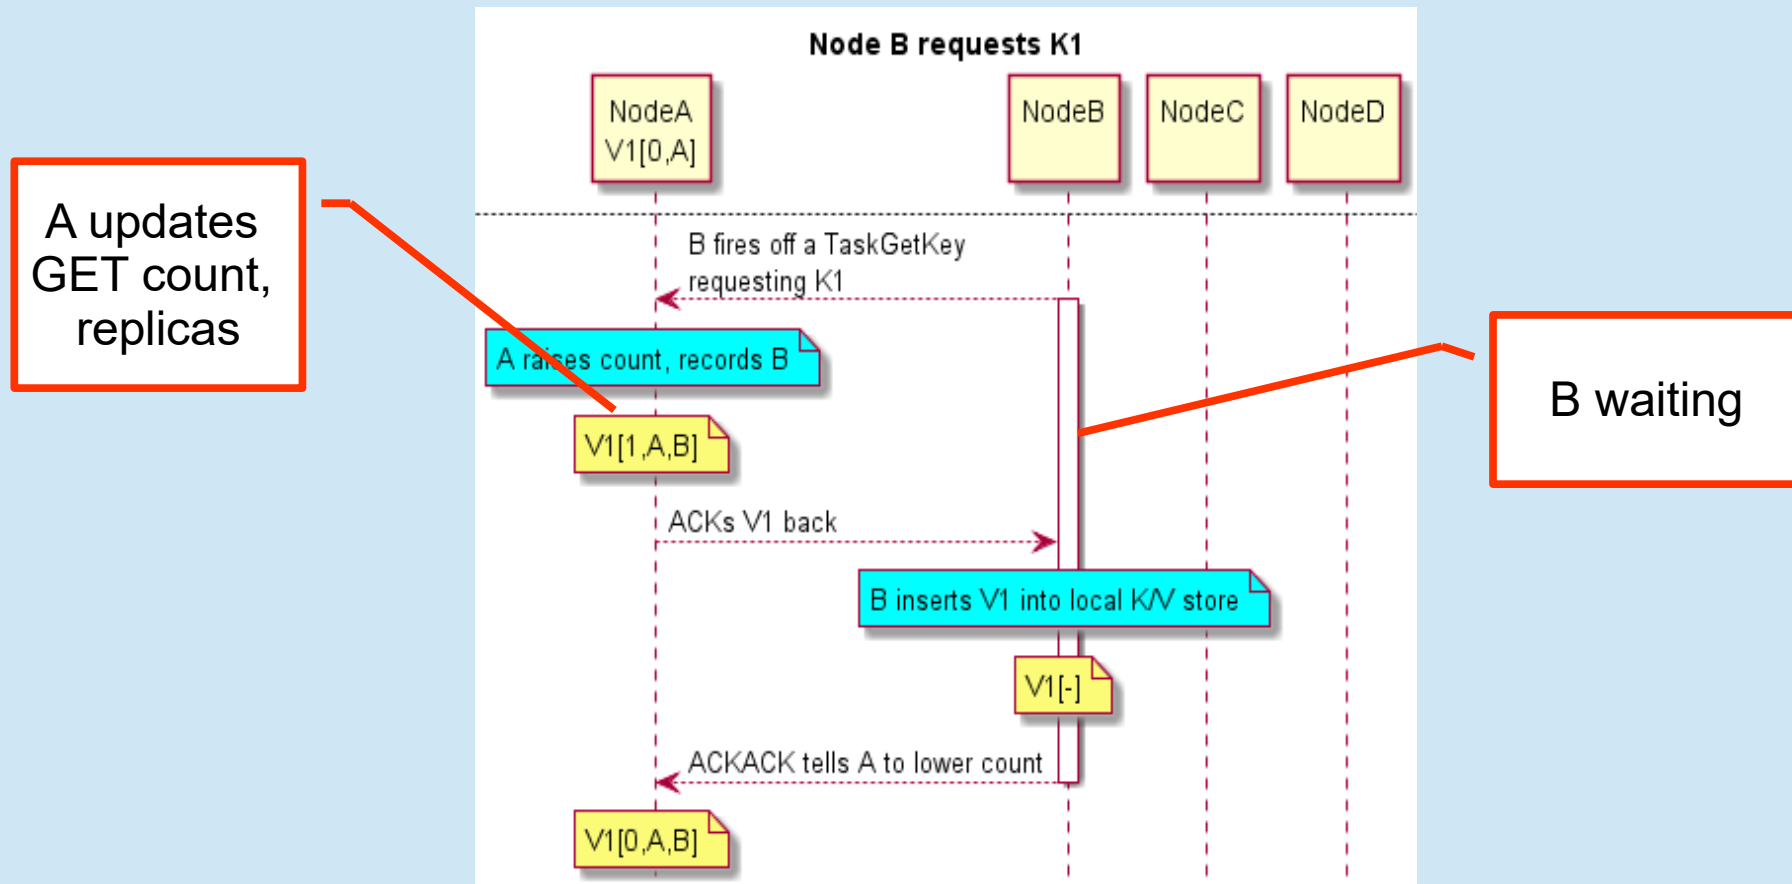 Node B requests K1
NodeA
V1[0,A]
NodeB
NodeC
NodeD
A updates
GET count,
replicas
B fires off a TaskGetKey
requesting K1
A raises count, records B
B waiting
V1[1,A,B]
ACKs V1 back
B inserts V1 into local K/V store
V1[-]
ACKACK tells A to lower count
V1[0,A,B]